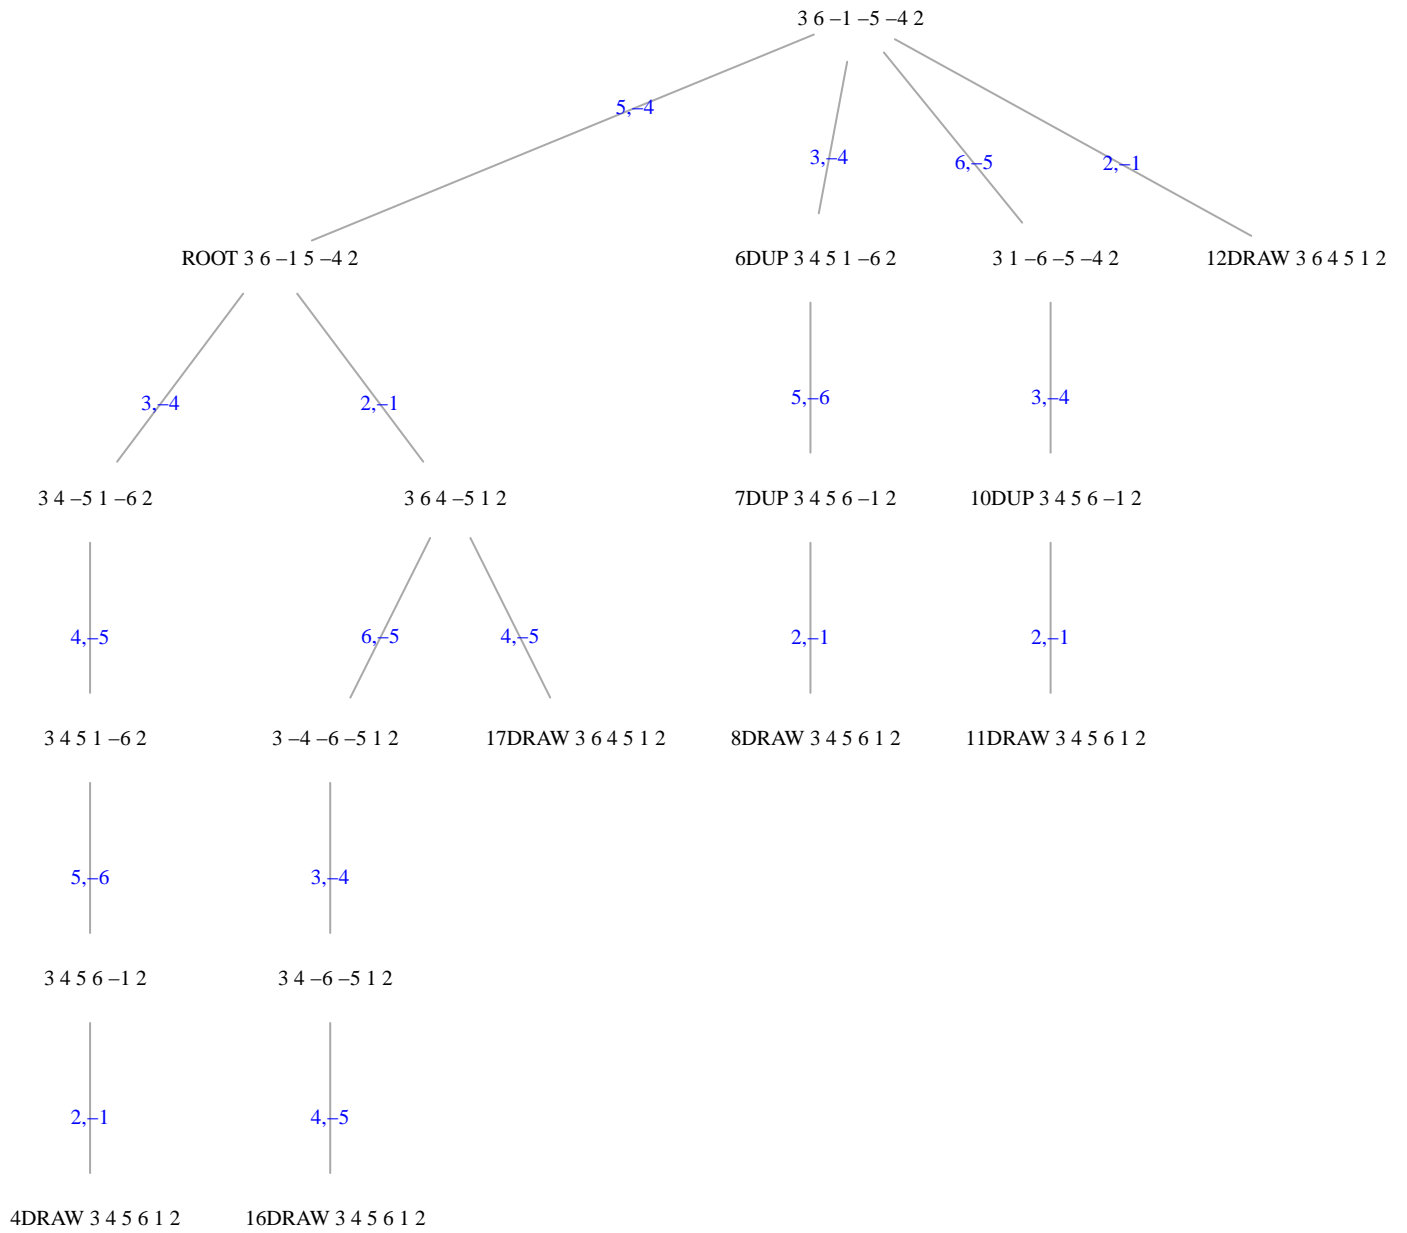 3 6 –1 –5 –4 2
5,–4
3,–4
6,–5
2,–1
ROOT 3 6 –1 5 –4 2
6DUP 3 4 5 1 –6 2
3 1 –6 –5 –4 2
12DRAW 3 6 4 5 1 2
3,–4
2,–1
5,–6
3,–4
3 4 –5 1 –6 2
3 6 4 –5 1 2
7DUP 3 4 5 6 –1 2
10DUP 3 4 5 6 –1 2
4,–5
6,–5
4,–5
2,–1
2,–1
3 4 5 1 –6 2
3 –4 –6 –5 1 2
17DRAW 3 6 4 5 1 2
8DRAW 3 4 5 6 1 2
11DRAW 3 4 5 6 1 2
5,–6
3,–4
3 4 5 6 –1 2
3 4 –6 –5 1 2
2,–1
4,–5
4DRAW 3 4 5 6 1 2
16DRAW 3 4 5 6 1 2